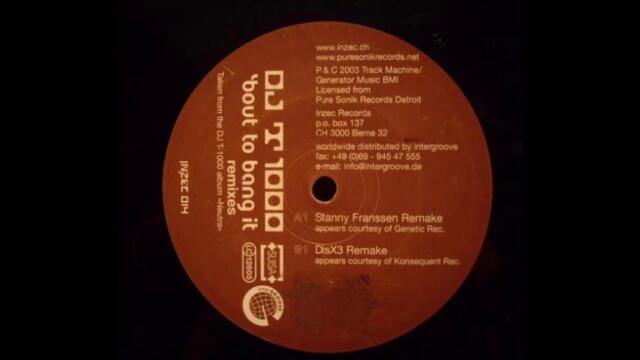 www.inzec.ch
www.puresonikrecords.net
P & C 2003 Track Machine/
Generator Music BMI
Licensed from
Pure Sonik Records Detroit
Inzec Records
p.o. box 137
CH 3000 Berne 32
worldwide distributed by intergroove
fax: +49 (0)69 - 945 47 555
e-mail: info@intergroove.de
A1 Stanny Franssen Remake
appears courtesy of Genetic Rec.
B1 DisX3 Remake
appears courtesy of Konsequent Rec.
DJ T 1000
'bout to bang it
remixes
Taken from the DJ T-1000 album »Neutra«
INZEC 014
SUISA
LC 12605